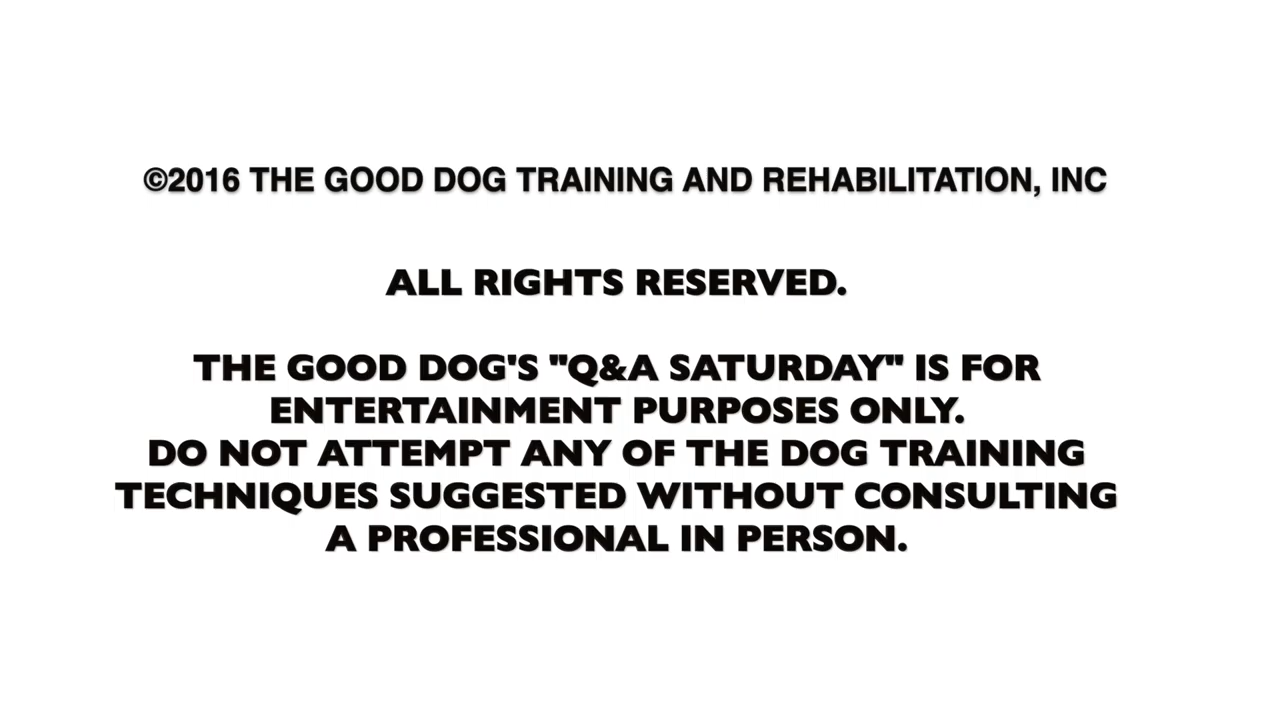 ©2016 THE GOOD DOG TRAINING AND REHABILITATION, INC
ALL RIGHTS RESERVED.
THE GOOD DOG'S "Q&A SATURDAY" IS FOR
ENTERTAINMENT PURPOSES ONLY.
DO NOT ATTEMPT ANY OF THE DOG TRAINING
TECHNIQUES SUGGESTED WITHOUT CONSULTING
A PROFESSIONAL IN PERSON.